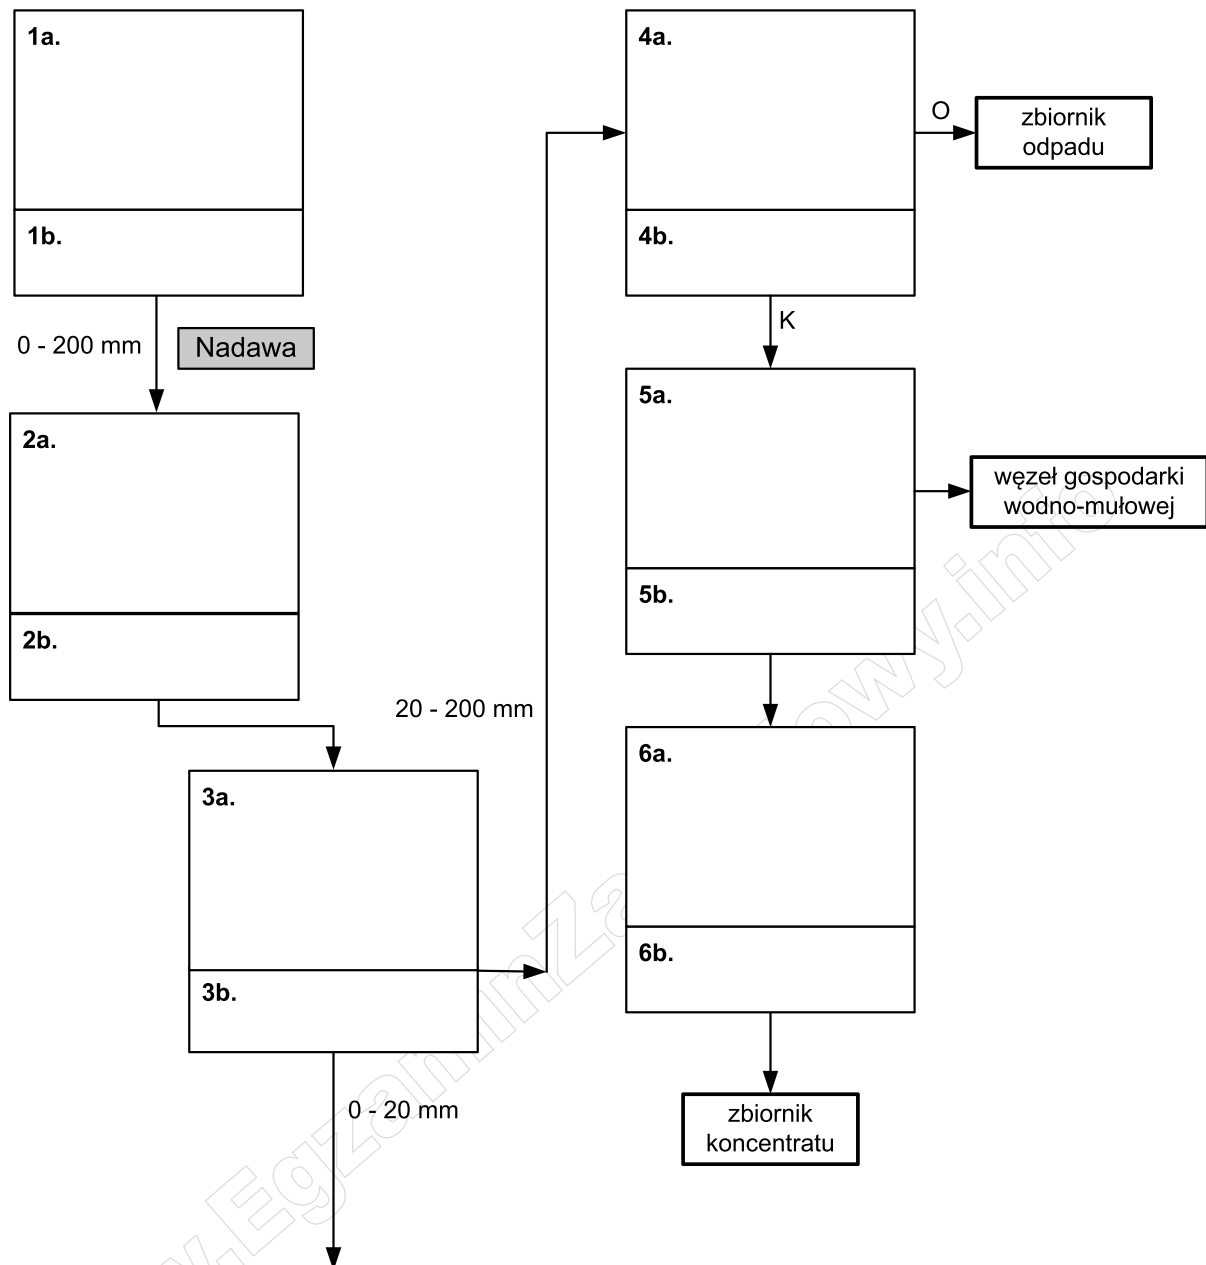 1a.
1b.
0 - 200 mm
Nadawa
2a.
2b.
20 - 200 mm
3a.
3b.
0 - 20 mm
4a.
O
zbiornik
odpadu
4b.
K
5a.
węzeł gospodarki
wodno-mułowej
5b.
6a.
6b.
zbiornik
koncentratu